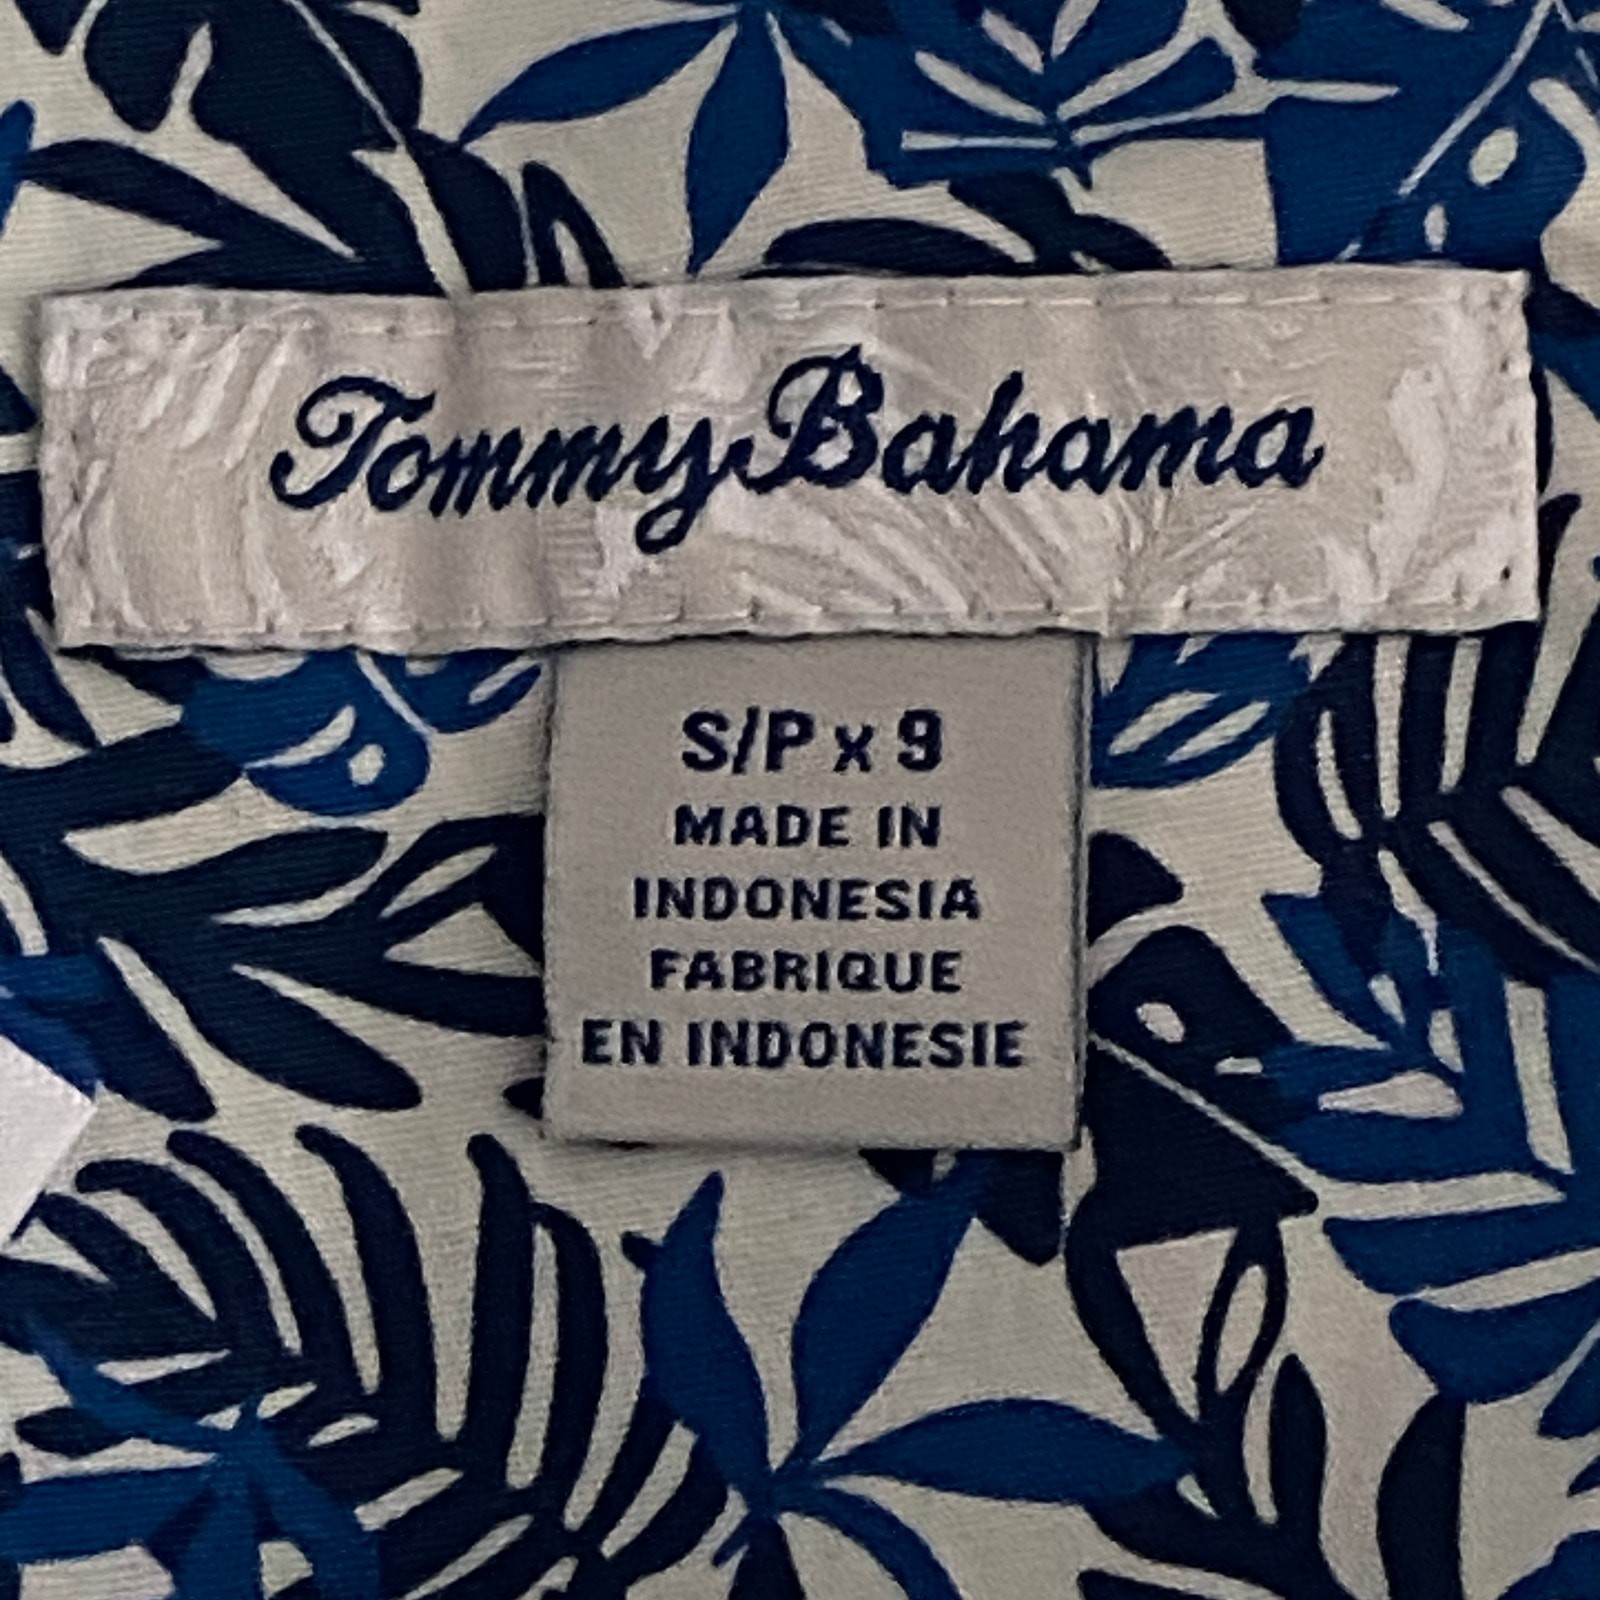 Tommy Bahama
S/P x 9
MADE IN
INDONESIA
FABRIQUE
EN INDONESIE